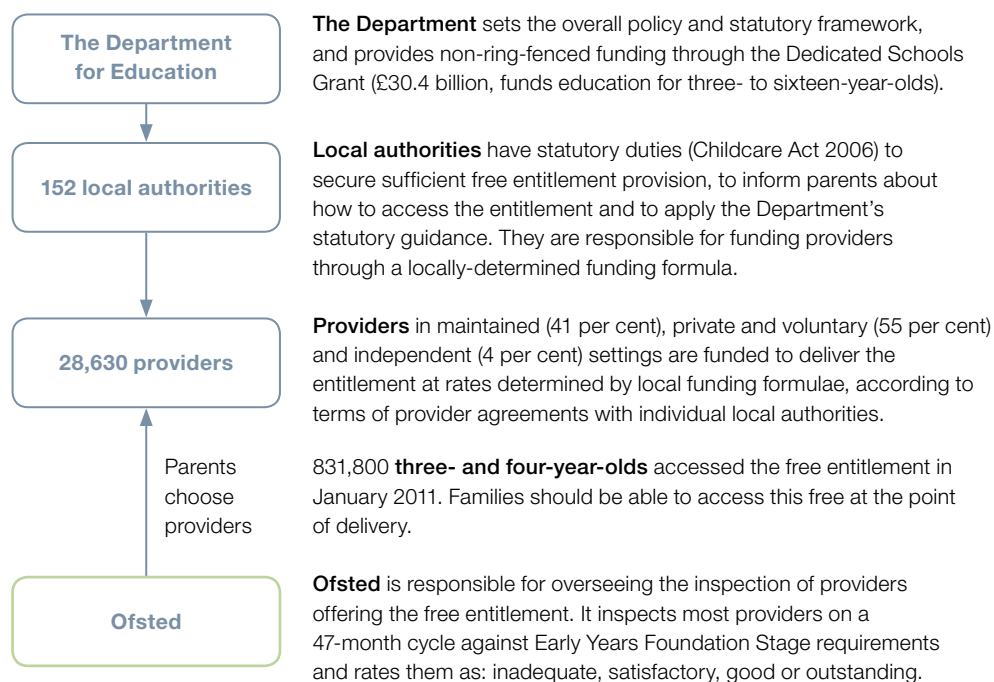 The Department
for Education
The Department sets the overall policy and statutory framework,
and provides non-ring-fenced funding through the Dedicated Schools
Grant (£30.4 billion, funds education for three- to sixteen-year-olds).
152 local authorities
Local authorities have statutory duties (Childcare Act 2006) to
secure sufficient free entitlement provision, to inform parents about
how to access the entitlement and to apply the Department’s
statutory guidance. They are responsible for funding providers
through a locally-determined funding formula.
28,630 providers
Providers in maintained (41 per cent), private and voluntary (55 per cent)
and independent (4 per cent) settings are funded to deliver the
entitlement at rates determined by local funding formulae, according to
terms of provider agreements with individual local authorities.
Parents
choose
providers
831,800 three- and four-year-olds accessed the free entitlement in
January 2011. Families should be able to access this free at the point
of delivery.
Ofsted
Ofsted is responsible for overseeing the inspection of providers
offering the free entitlement. It inspects most providers on a
47-month cycle against Early Years Foundation Stage requirements
and rates them as: inadequate, satisfactory, good or outstanding.